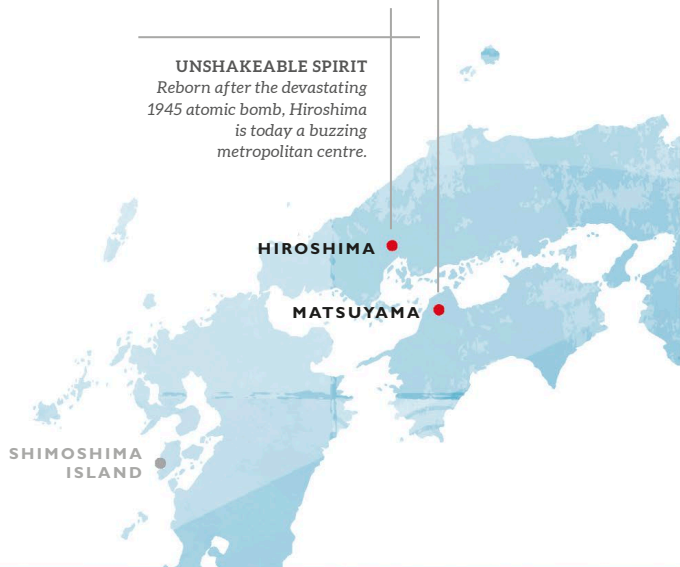 UNSHAKEABLE SPIRIT
Reborn after the devastating
1945 atomic bomb, Hiroshima
is today a buzzing
metropolitan centre.
HIROSHIMA
MATSUYAMA
SHIMOSHIMA
ISLAND